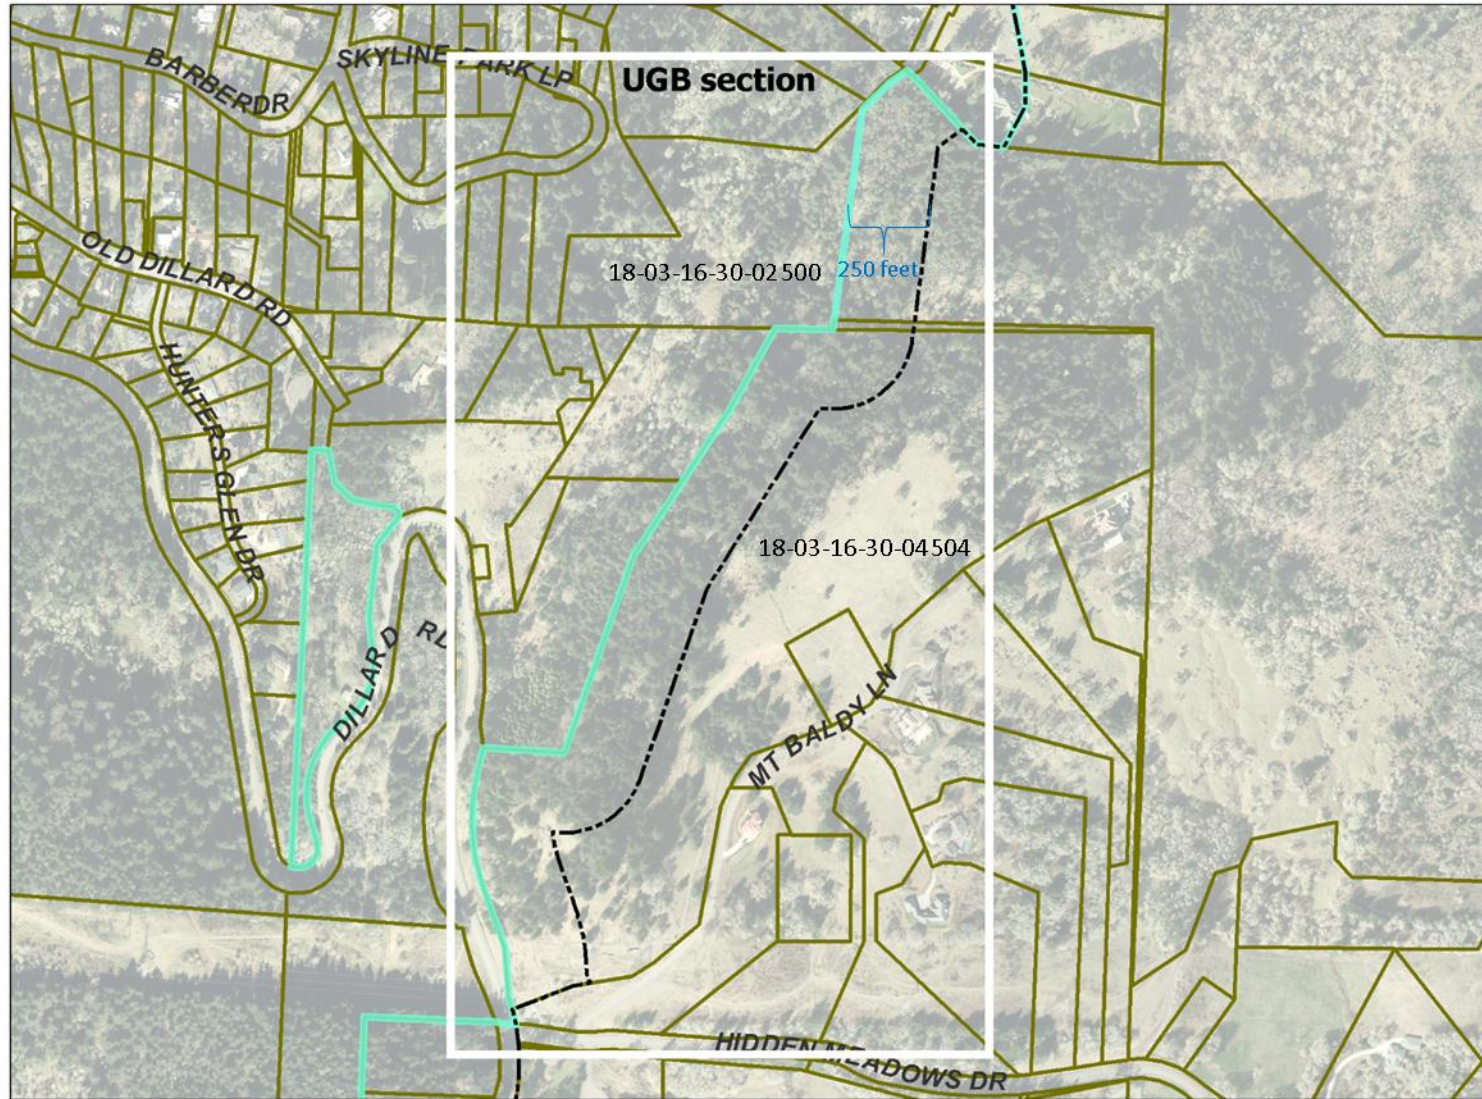 BARBER DR
SKYLINE PARK LP
UGB section
OLD DILLARD RD
18-03-16-30-02500
250 feet
HUNTERS GLEN DR
18-03-16-30-04504
DILLARD RD
MT BALDY LN
HIDDEN MEADOWS DR